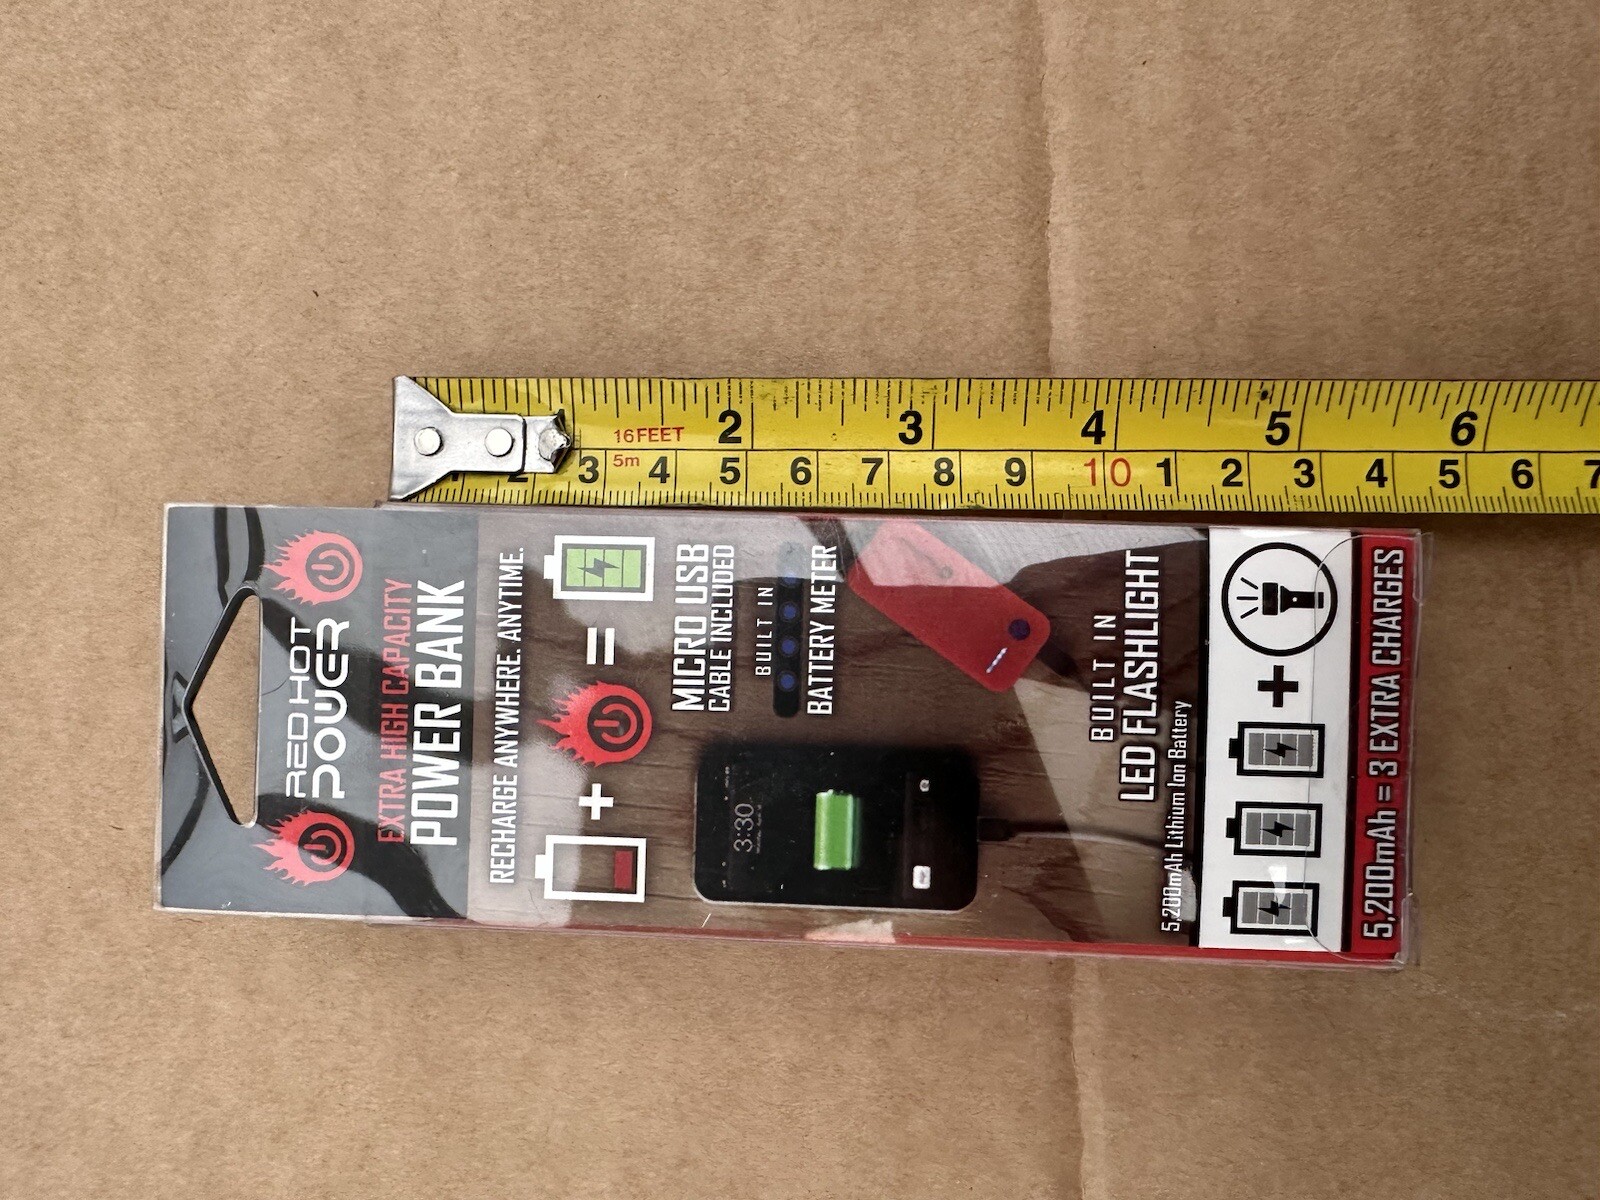 2 3 4 5 6
16FEET
5m
1 2 3 4 5 6 7 8 9 10 1 2 3 4 5 6 7
RED HOT
POWER
EXTRA HIGH CAPACITY
POWER BANK
RECHARGE ANYWHERE. ANYTIME.
+ =
MICRO USB
CABLE INCLUDED
BUILT IN
BATTERY METER
3:30
BUILT IN
LED FLASHLIGHT
5,200mAh Lithium Ion Battery
+
5,200mAh = 3 EXTRA CHARGES